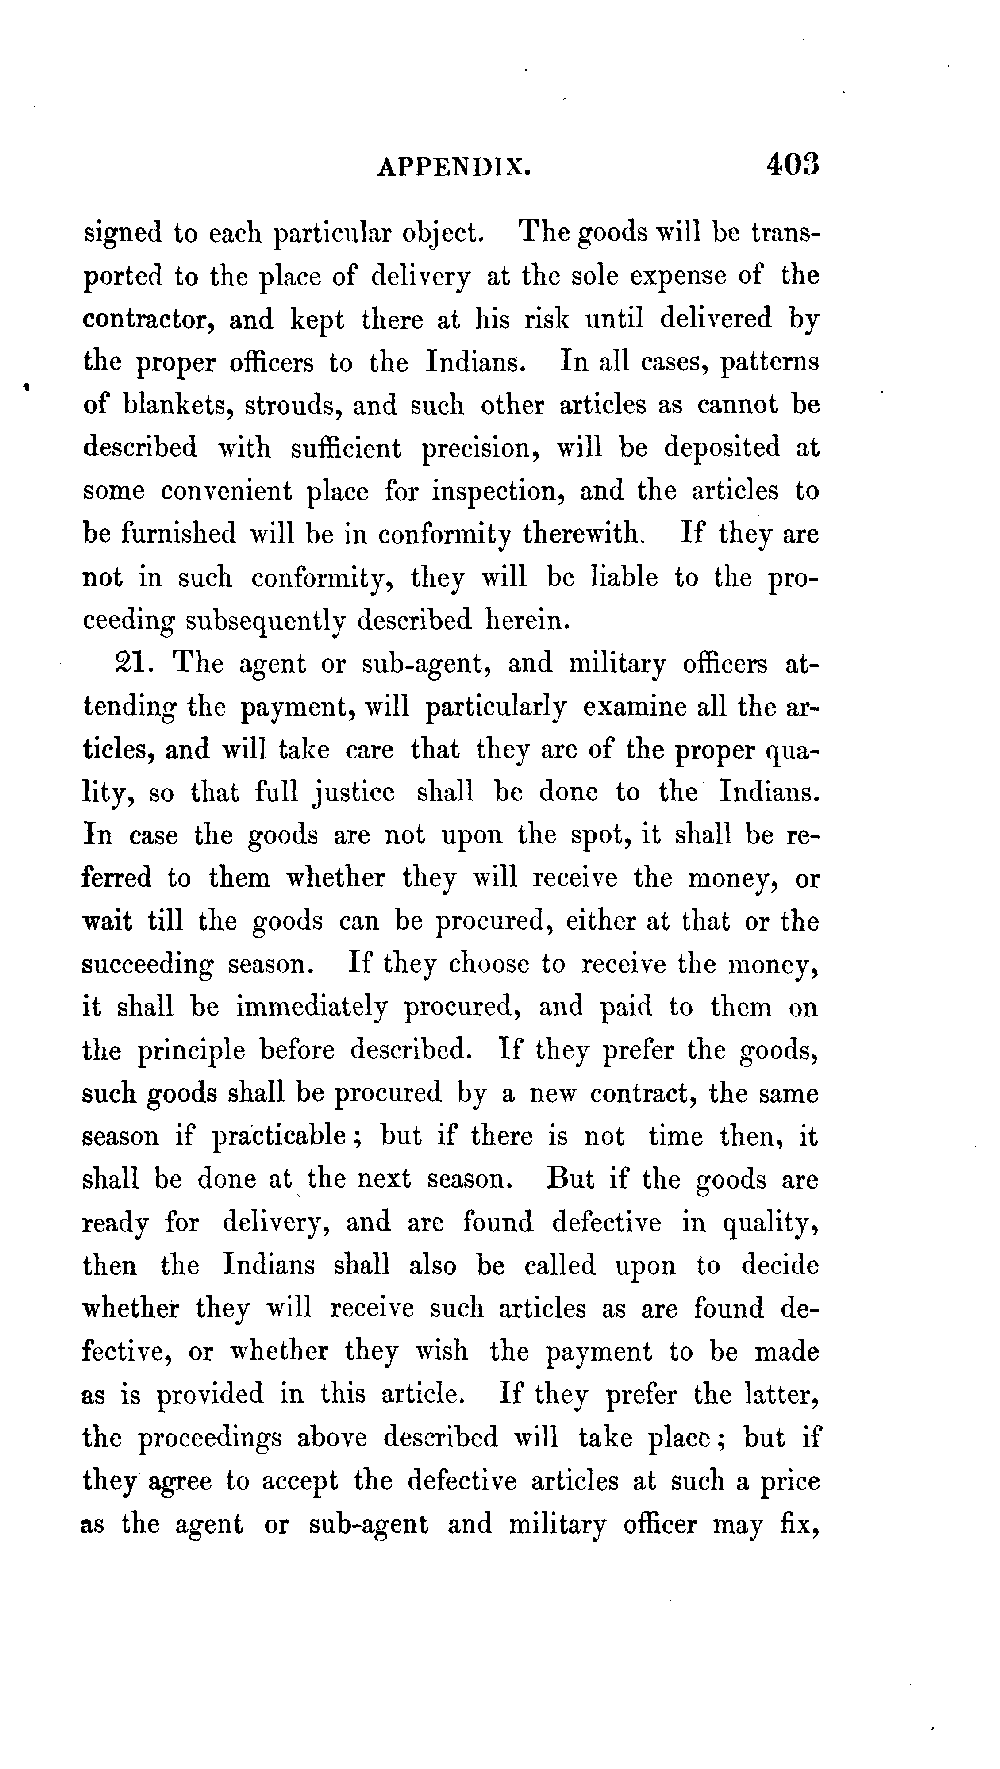 APPENDIX. 403
signed to each particular object. The goods will be trans-
ported to the place of delivery at the sole expense of the
contractor, and kept there at his risk until delivered by
the proper officers to the Indians. In all cases, patterns
of blankets, strouds, and such other articles as cannot be
described with sufficient precision, will be deposited at
some convenient place for inspection, and the articles to
be furnished will be in conformity therewith. If they are
not in such conformity, they will be liable to the pro-
ceeding subsequently described herein.
21. The agent or sub-agent, and military officers at-
tending the payment, will particularly examine all the ar-
ticles, and will take care that they are of the proper qua-
lity, so that full justice shall be done to the Indians.
In case the goods are not upon the spot, it shall be re-
ferred to them whether they will receive the money, or
wait till the goods can be procured, either at that or the
succeeding season. If they choose to receive the money,
it shall be immediately procured, and paid to them on
the principle before described. If they prefer the goods,
such goods shall be procured by a new contract, the same
season if practicable; but if there is not time then, it
shall be done at the next season. But if the goods are
ready for delivery, and are found defective in quality,
then the Indians shall also be called upon to decide
whether they will receive such articles as are found de-
fective, or whether they wish the payment to be made
as is provided in this article. If they prefer the latter,
the proceedings above described will take place; but if
they agree to accept the defective articles at such a price
as the agent or sub-agent and military officer may fix,